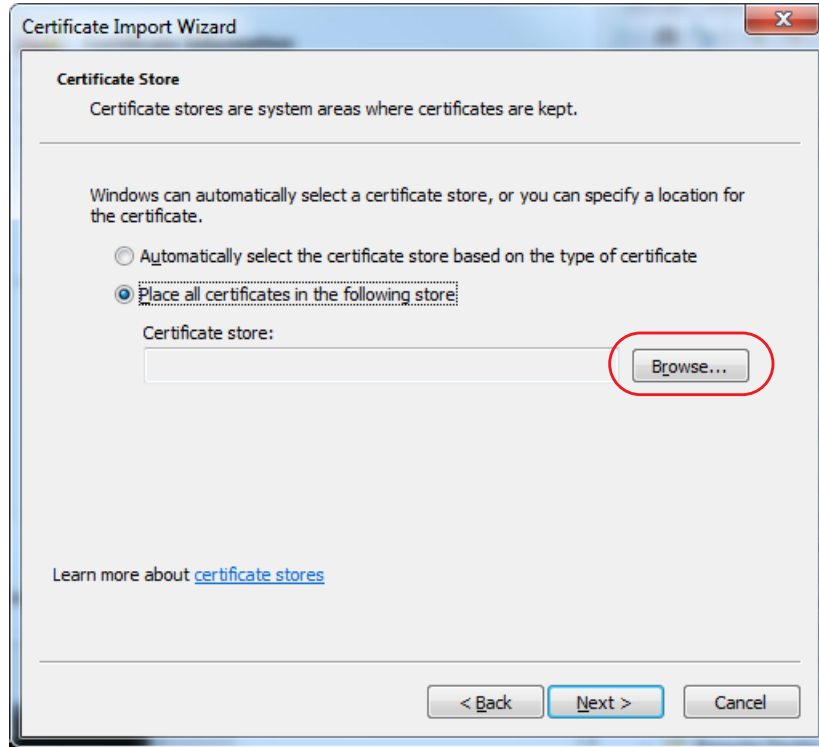 Certificate Import Wizard
Certificate Store
Certificate stores are system areas where certificates are kept.
Windows can automatically select a certificate store, or you can specify a location for
the certificate.
Automatically select the certificate store based on the type of certificate
Place all certificates in the following store
Certificate store:
Browse...
Learn more about certificate stores
< Back Next > Cancel